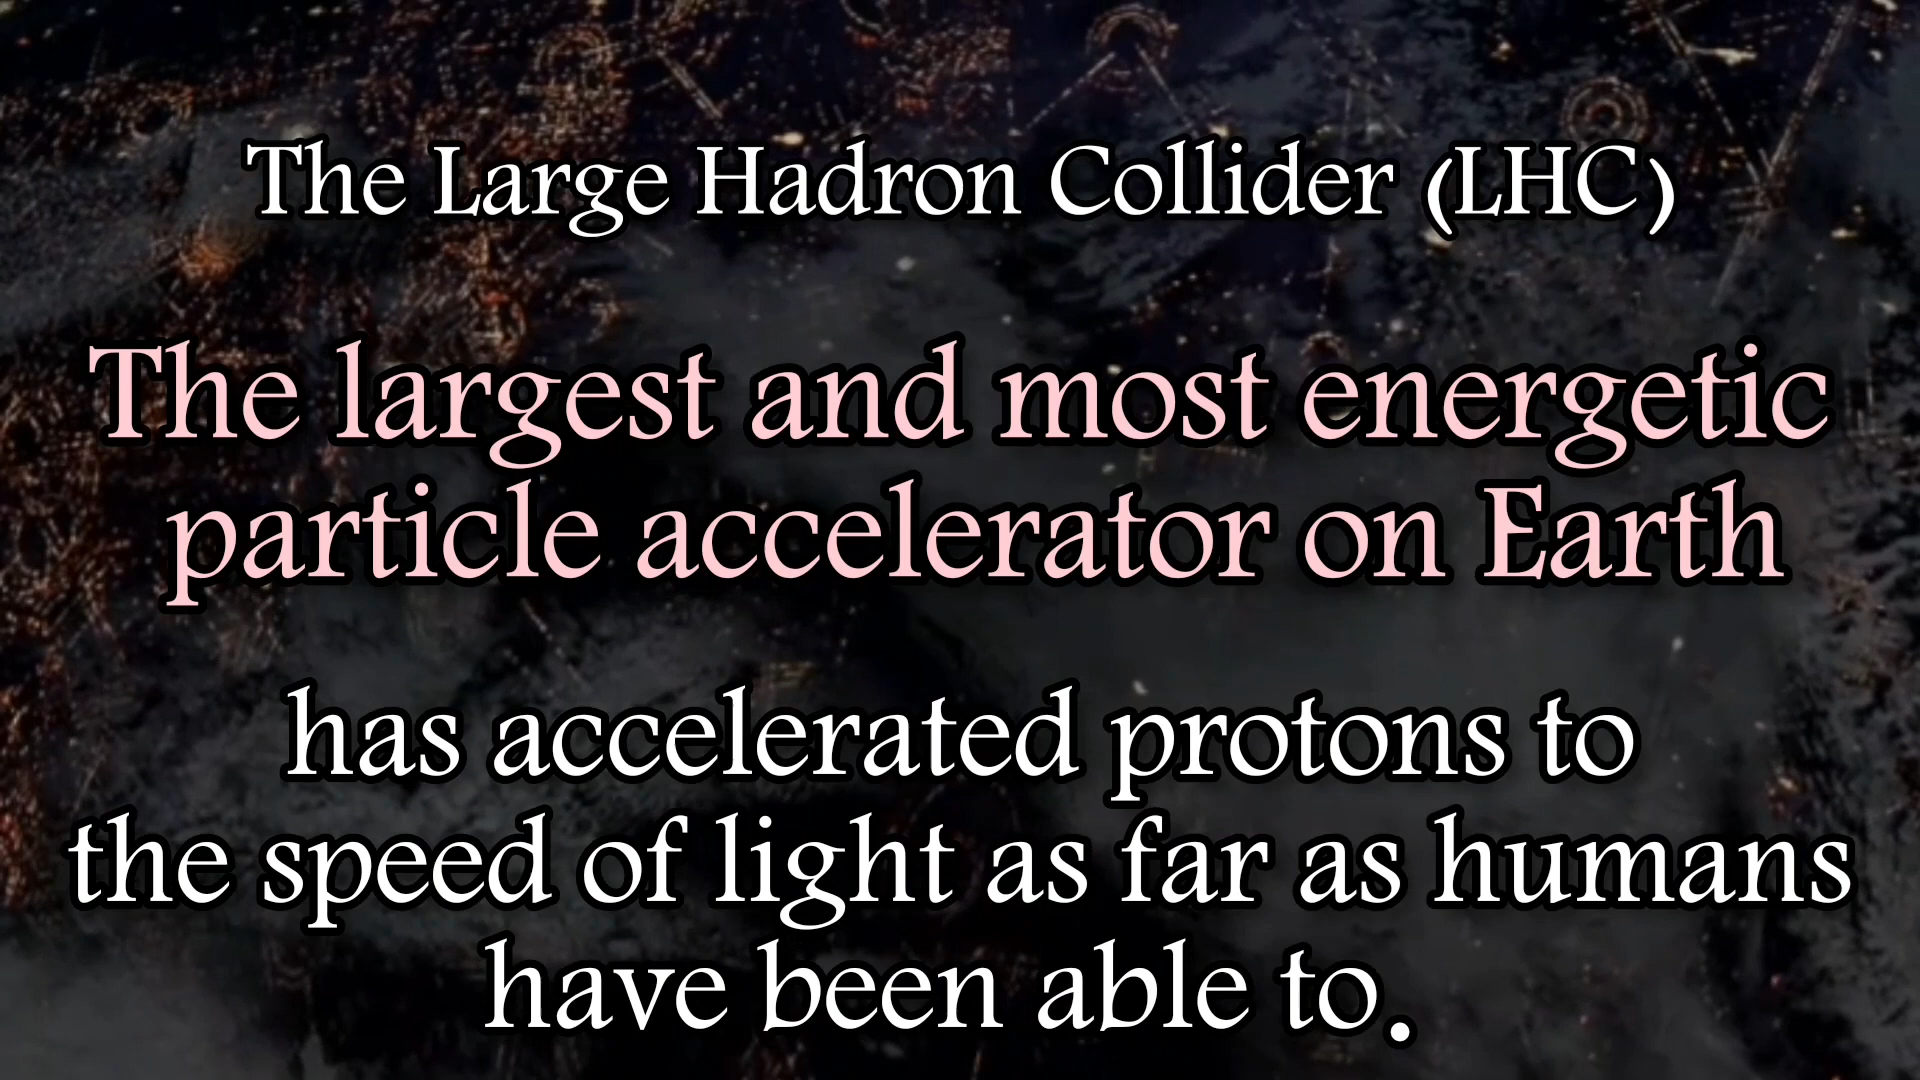 The Large Hadron Collider (LHC)
The largest and most energetic
particle accelerator on Earth
has accelerated protons to
the speed of light as far as humans
have been able to.